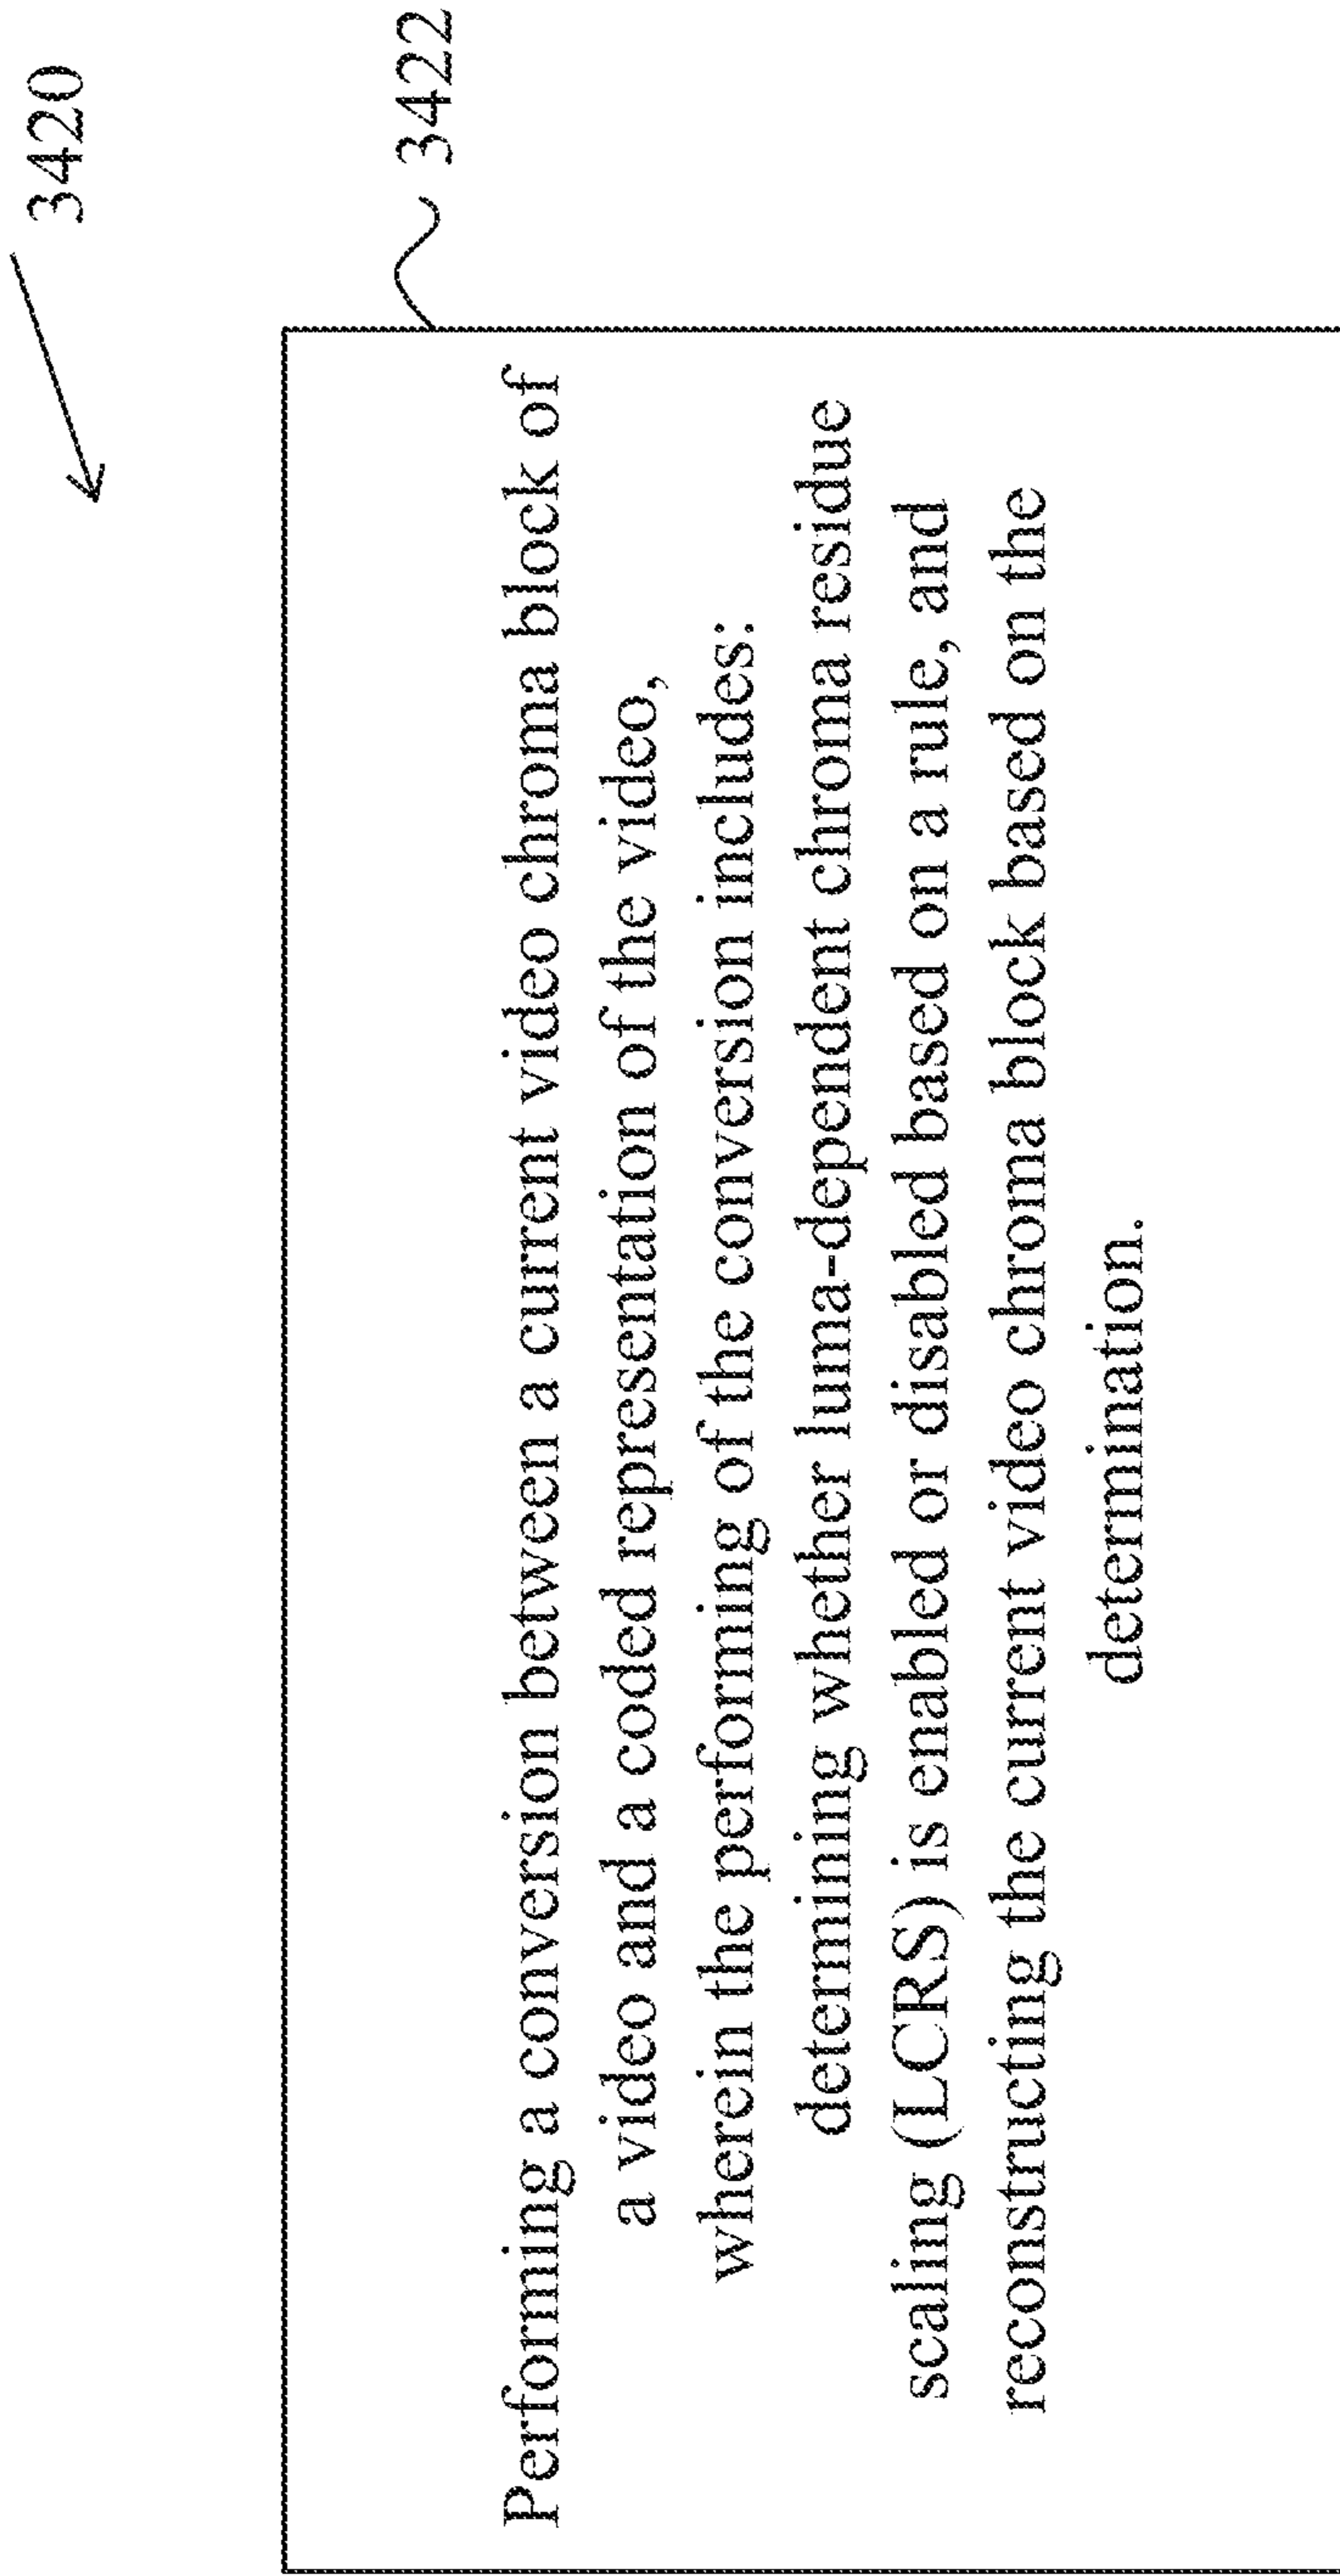 3420
3422
Performing a conversion between a current video chroma block of
a video and a coded representation of the video,
wherein the performing of the conversion includes:
determining whether luma-dependent chroma residue
scaling (LCRS) is enabled or disabled based on a rule, and
reconstructing the current video chroma block based on the
determination.